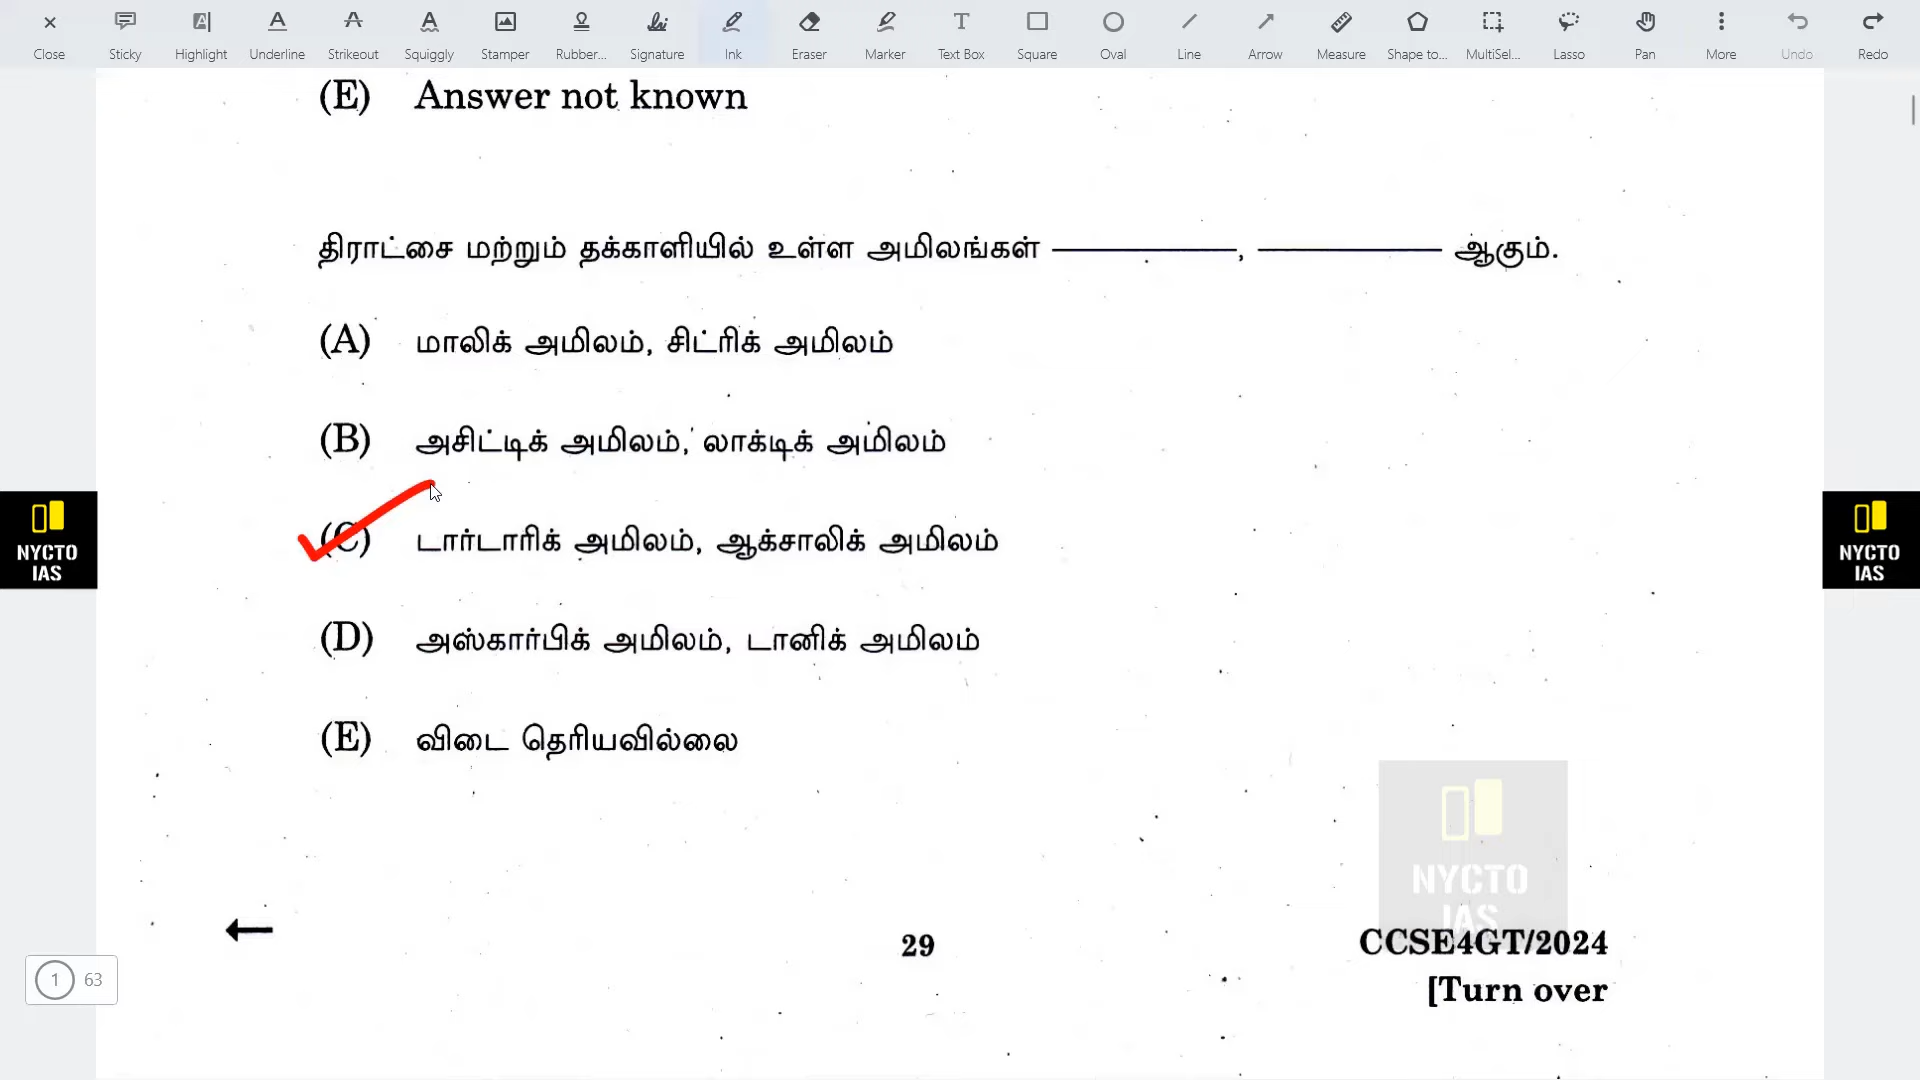 Close Sticky Highlight Underline Strikeout Squiggly Stamper Rubber... Signature Ink Eraser Marker Text Box Square Oval Line Arrow Measure Shape to... MultiSel... Lasso Pan More Undo Redo
(E) Answer not known
திராட்சை மற்றும் தக்காளியில் உள்ள அமிலங்கள் ————, ———— ஆகும்.
(A) மாலிக் அமிலம், சிட்ரிக் அமிலம்
(B) அசிட்டிக் அமிலம், லாக்டிக் அமிலம்
(C) டார்டாரிக் அமிலம், ஆக்சாலிக் அமிலம்
(D) அஸ்கார்பிக் அமிலம், டானிக் அமிலம்
(E) விடை தெரியவில்லை
NYCTO
IAS
NYCTO
IAS
NYCTO
IAS
29
CCSE4GT/2024
[Turn over
1 63